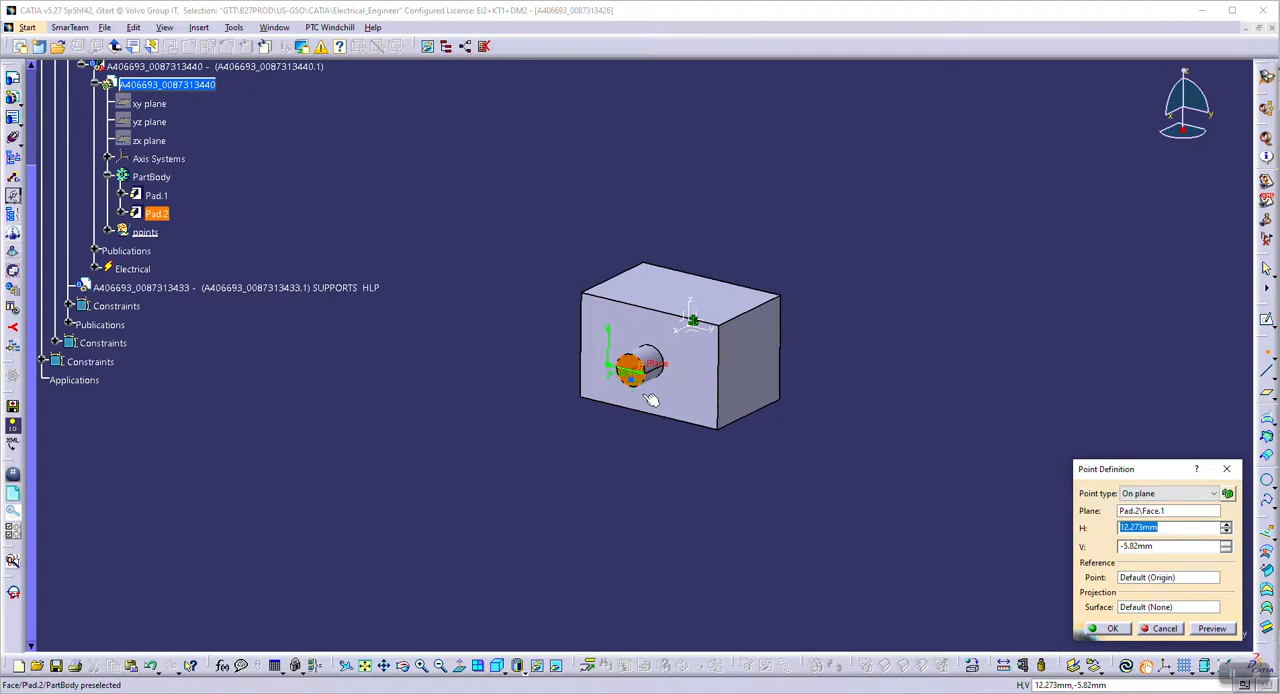 CATIA v5.27 Sp5hf42, iStart @ Volvo Group IT, Selection: "GTT\B27PROD\US-GSO\CATIA\Electrical_Engineer" Configured License: EI2+KT1+DM2 - [A406693_0087313426]
Start SmarTeam File Edit View Insert Tools Window PTC Windchill Help
A406693_0087313440 - (A406693_0087313440.1)
A406693_0087313440
xy plane
yz plane
zx plane
Axis Systems
PartBody
Pad.1
Pad.2
points
Publications
Electrical
A406693_0087313433 - (A406693_0087313433.1) SUPPORTS HLP
Constraints
Publications
Constraints
Constraints
Applications
z
x
y
z
x
y
Plane
Point Definition
? X
Point type: On plane
Plane: Pad.2\Face.1
H: 12.273mm
V: -5.82mm
Reference
Point: Default (Origin)
Projection
Surface: Default (None)
OK Cancel Preview
XML
f(x)
Face/Pad.2/PartBody preselected
H,V 12.273mm,-5.82mm
CATIA